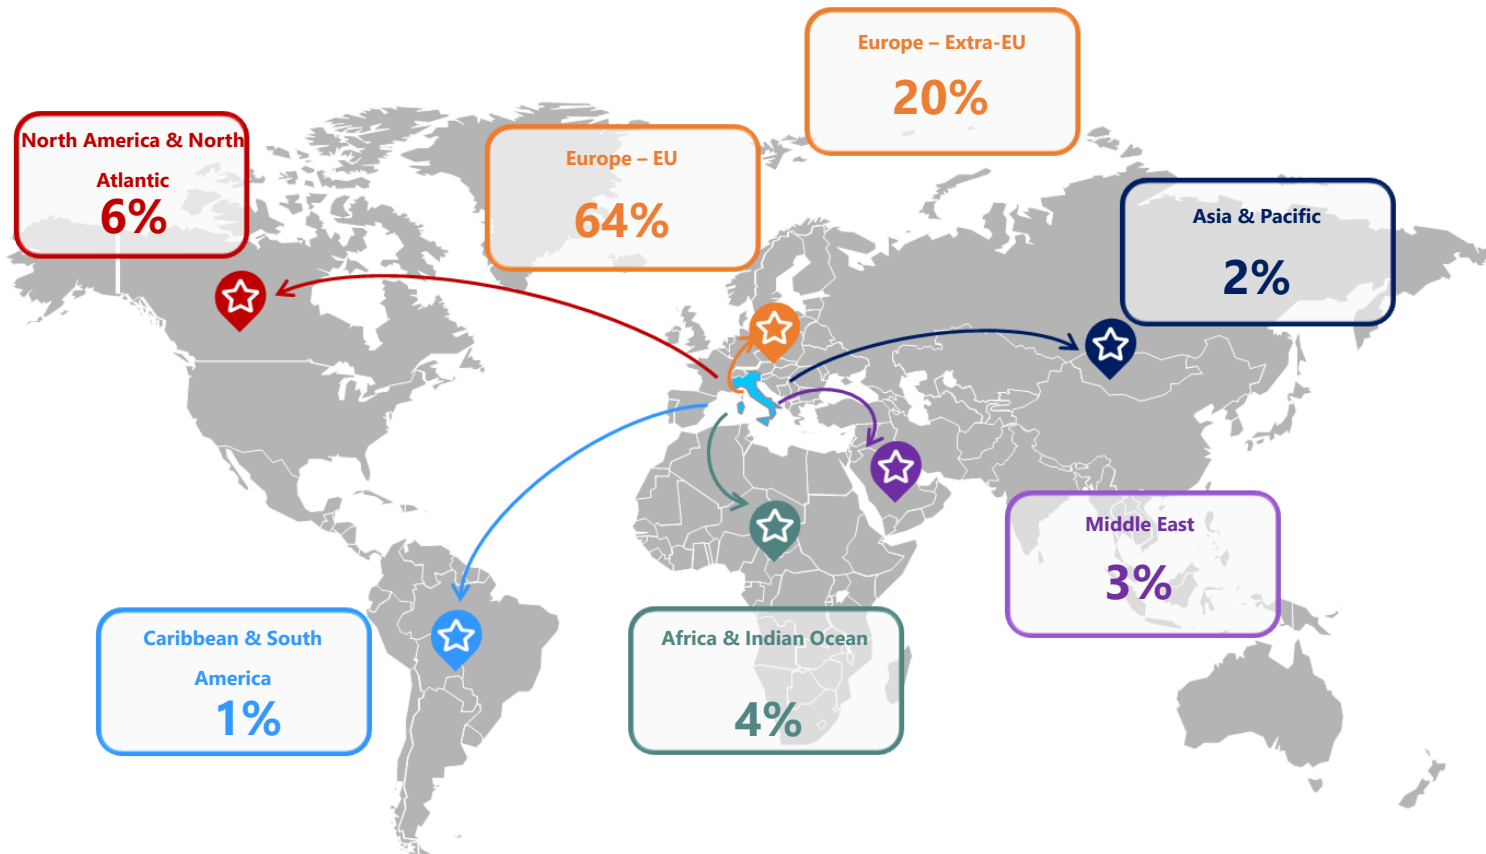 Europe – Extra-EU
20%
North America & North
Atlantic
6%
Europe – EU
64%
Asia & Pacific
2%
Middle East
3%
Caribbean & South
America
1%
Africa & Indian Ocean
4%